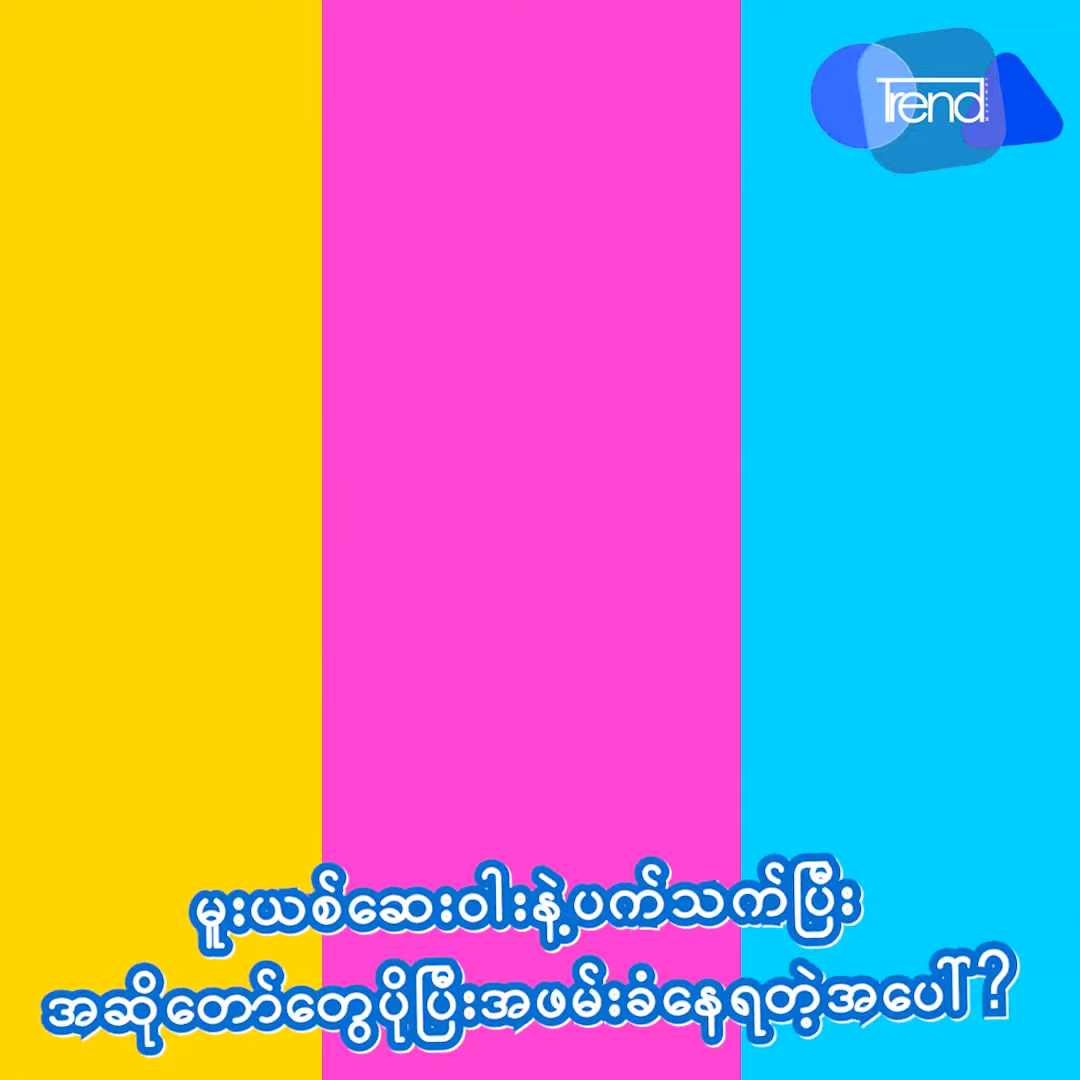 Trend
မူးယစ်ဆေးဝါးနဲ့ပက်သက်ပြီး
အဆိုတော်တွေပိုပြီးအဖမ်းခံနေရတဲ့အပေါ်?